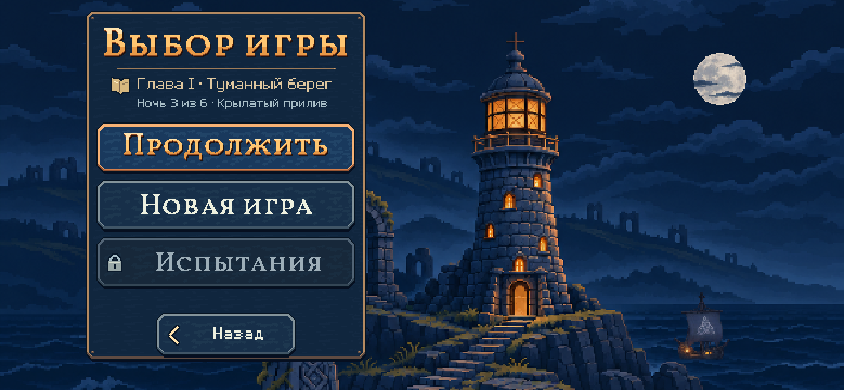 Выбор игры
Глава I · Туманный берег
Ночь 3 из 6 · Крылатый прилив
Продолжить
Новая игра
Испытания
Назад